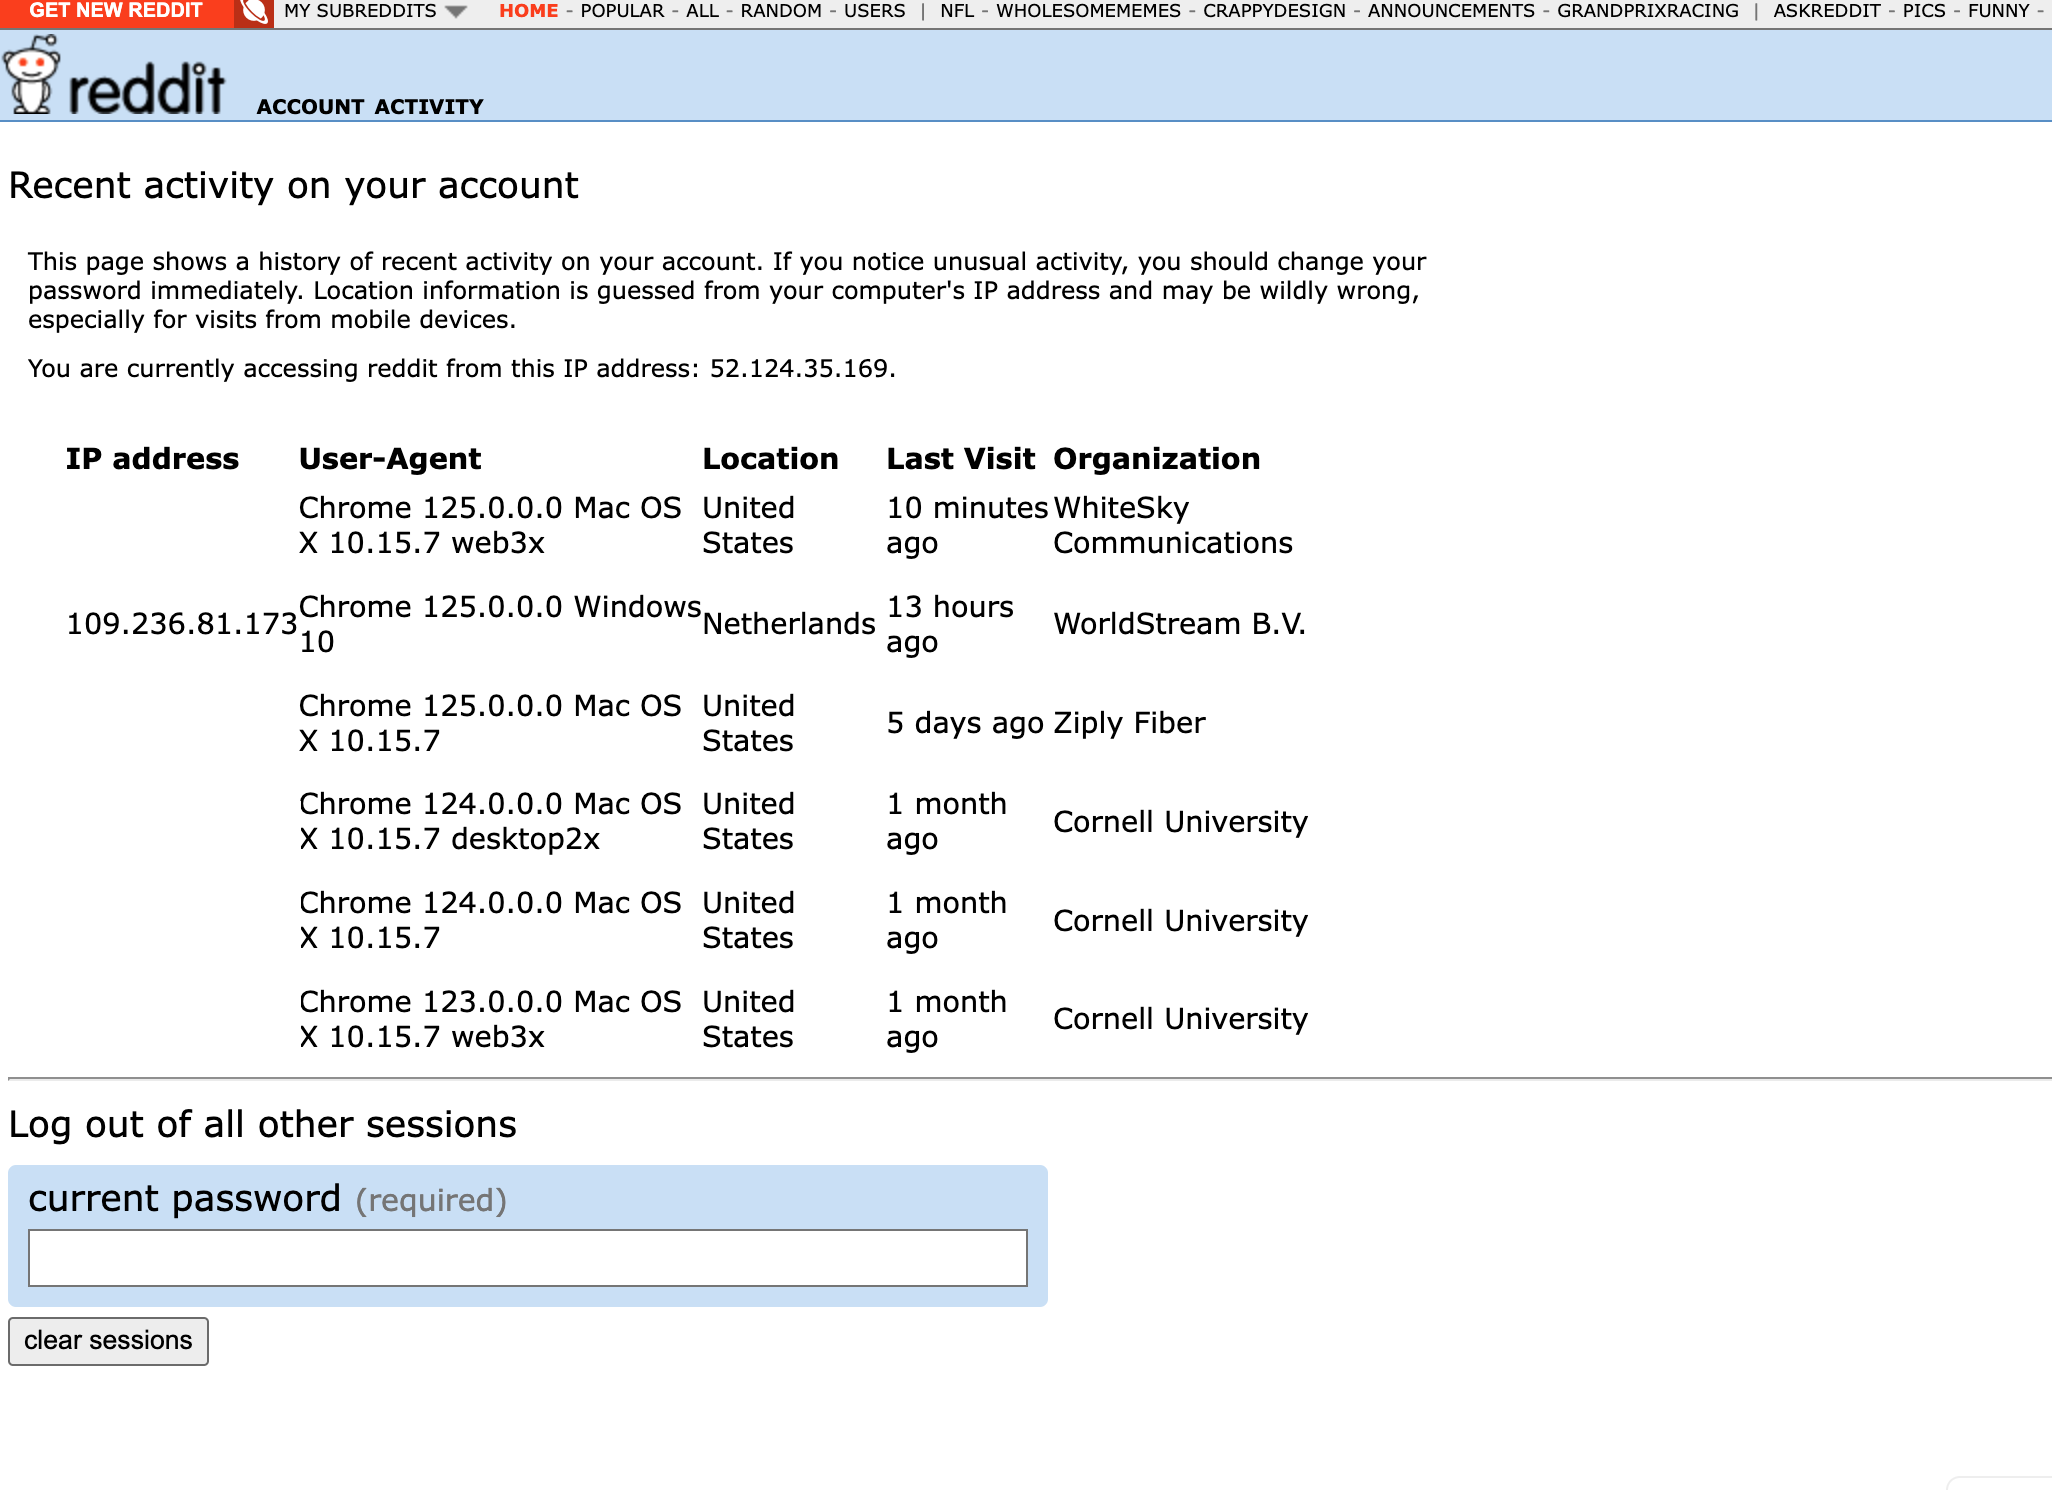 GET NEW REDDIT MY SUBREDDITS HOME - POPULAR - ALL - RANDOM - USERS | NFL - WHOLESOMEMEMES - CRAPPYDESIGN - ANNOUNCEMENTS - GRANDPRIXRACING | ASKREDDIT - PICS - FUNNY -
reddit ACCOUNT ACTIVITY
Recent activity on your account
This page shows a history of recent activity on your account. If you notice unusual activity, you should change your
password immediately. Location information is guessed from your computer's IP address and may be wildly wrong,
especially for visits from mobile devices.
You are currently accessing reddit from this IP address: 52.124.35.169.
IP address User-Agent Location Last Visit Organization
Chrome 125.0.0.0 Mac OS United 10 minutes WhiteSky
X 10.15.7 web3x States ago Communications
Chrome 125.0.0.0 Windows 13 hours
109.236.81.173 Netherlands WorldStream B.V.
10 ago
Chrome 125.0.0.0 Mac OS United
5 days ago Ziply Fiber
X 10.15.7 States
Chrome 124.0.0.0 Mac OS United 1 month
Cornell University
X 10.15.7 desktop2x States ago
Chrome 124.0.0.0 Mac OS United 1 month
Cornell University
X 10.15.7 States ago
Chrome 123.0.0.0 Mac OS United 1 month
Cornell University
X 10.15.7 web3x States ago
Log out of all other sessions
current password (required)
clear sessions